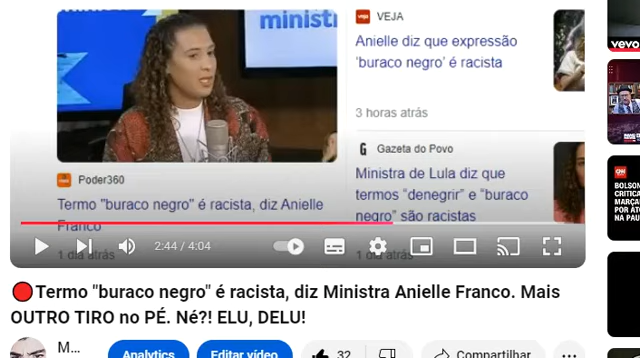 ministr
VEJA
Anielle diz que expressão
'buraco negro' é racista
3 horas atrás
Gazeta do Povo
Ministra de Lula diz que
termos "denegrir" e "buraco
negro" são racistas
1 dia atrás
Poder360
Termo "buraco negro" é racista, diz Anielle
Franco
1 dia atrás
2:44 / 4:04
🔴Termo "buraco negro" é racista, diz Ministra Anielle Franco. Mais
OUTRO TIRO no PÉ. Né?! ELU, DELU!
M...
Analytics
Editar vídeo
32
Compartilhar
...
vevo
CNN
BOLSON
CRITICA
MARÇA
POR ATO
NA PAU